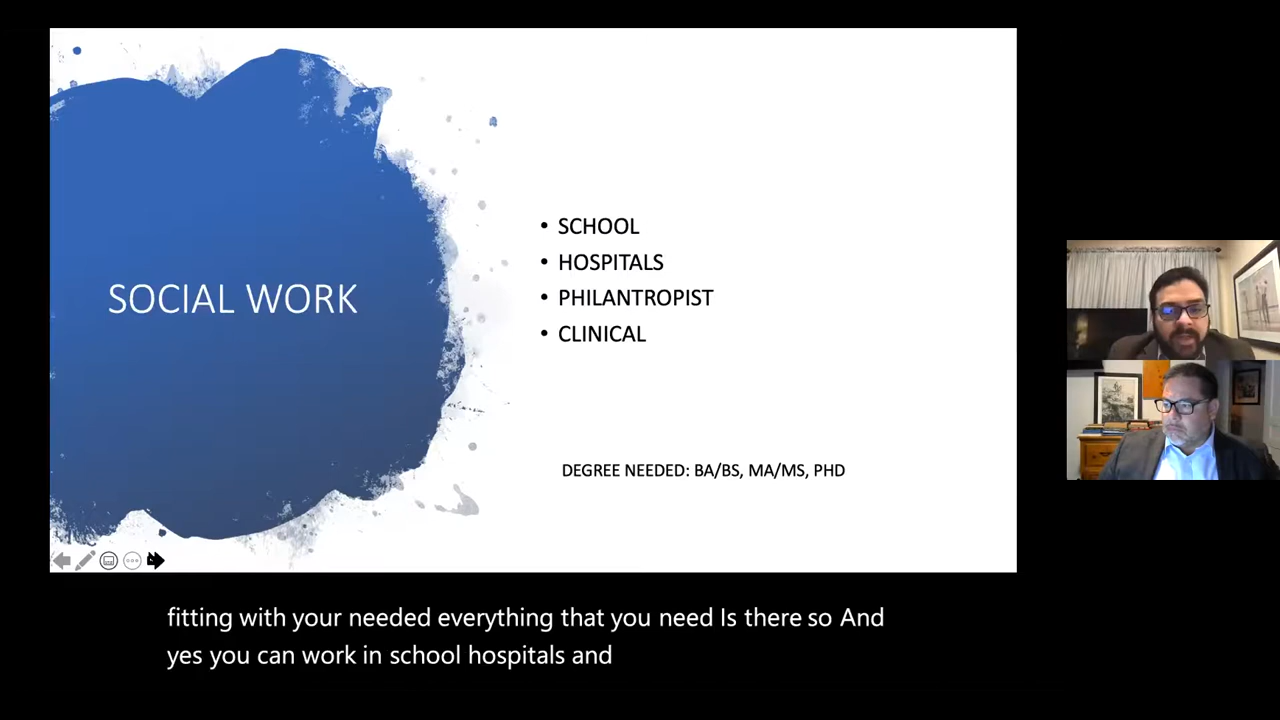 SOCIAL WORK
• SCHOOL
• HOSPITALS
• PHILANTROPIST
• CLINICAL
DEGREE NEEDED: BA/BS, MA/MS, PHD
fitting with your needed everything that you need Is there so And
yes you can work in school hospitals and